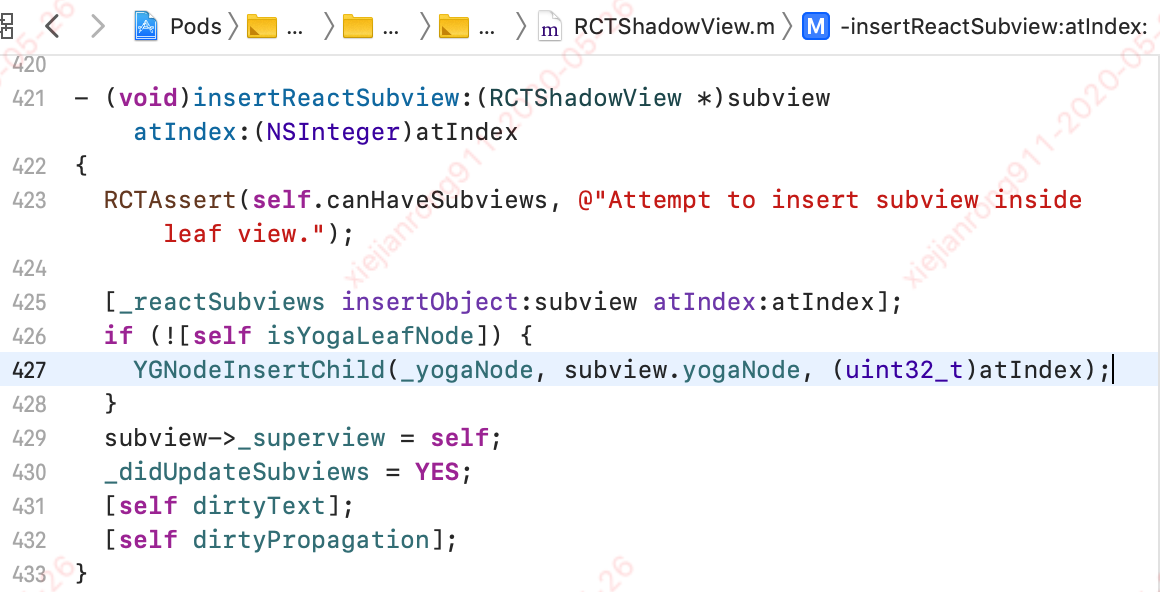 Pods ... ... ... m RCTShadowView.m M -insertReactSubview:atIndex:
420
421 - (void)insertReactSubview:(RCTShadowView *)subview
atIndex:(NSInteger)atIndex
422 {
423 RCTAssert(self.canHaveSubviews, @"Attempt to insert subview inside
leaf view.");
424
425 [_reactSubviews insertObject:subview atIndex:atIndex];
426 if (![self isYogaLeafNode]) {
427 YGNodeInsertChild(_yogaNode, subview.yogaNode, (uint32_t)atIndex);
428 }
429 subview->_superview = self;
430 _didUpdateSubviews = YES;
431 [self dirtyText];
432 [self dirtyPropagation];
433 }
xiejianrong911-2020-05-26
xiejianrong911-2020-05-